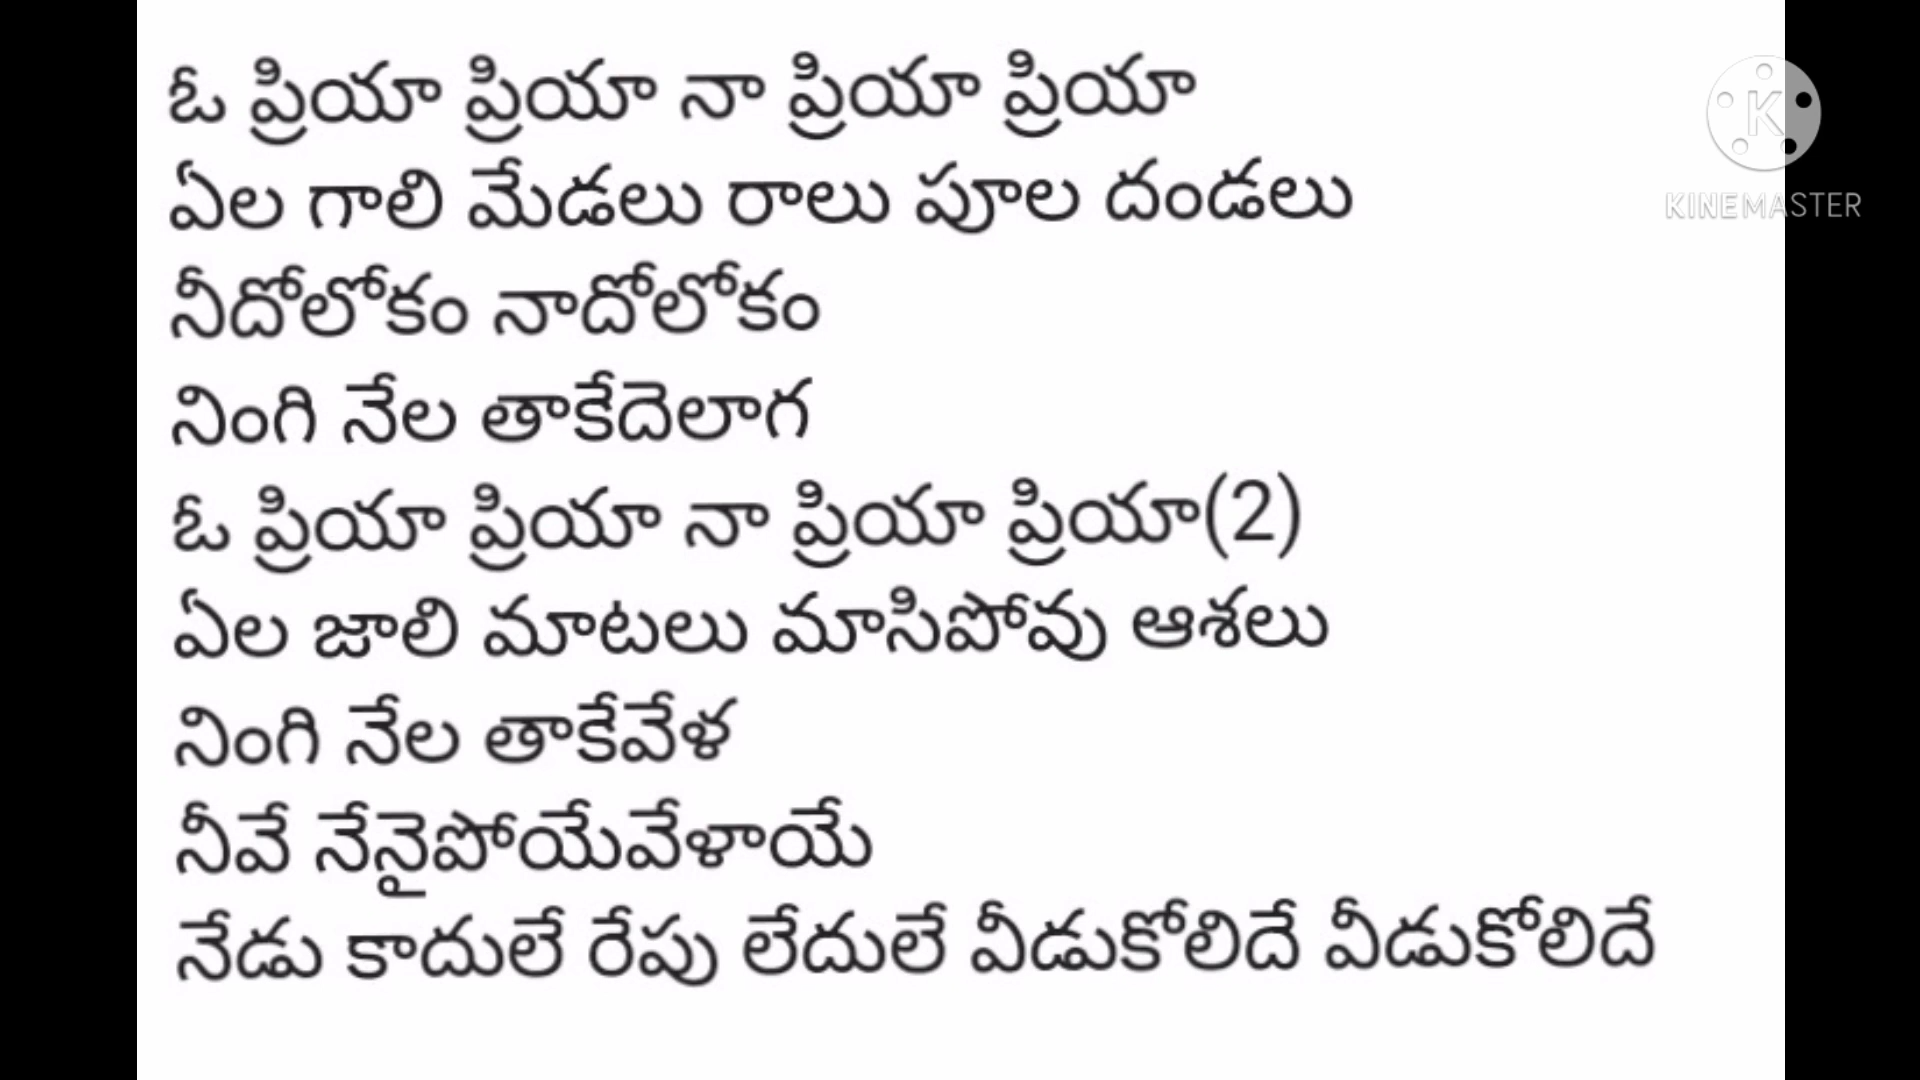 ఓ ప్రియా ప్రియా నా ప్రియా ప్రియా
ఏల గాలి మేడలు రాలు పూల దండలు
నీదోలోకం నాదోలోకం
నింగి నేల తాకేదెలాగ
ఓ ప్రియా ప్రియా నా ప్రియా ప్రియా(2)
ఏల జాలి మాటలు మాసిపోవు ఆశలు
నింగి నేల తాకేవేళ
నీవే నేనైపోయేవేళాయే
నేడు కాదులే రేపు లేదులే వీడుకోలిదే వీడుకోలిదే
K
KINEMASTER